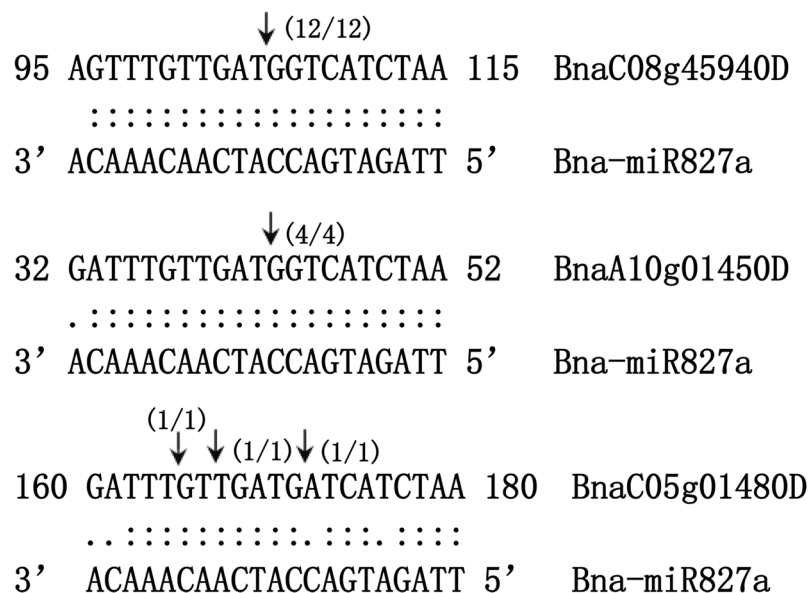 ↓(12/12)
95 AGTTTGTTGATGGTCATCTAA 115 BnaC08g45940D
::::::::::::::::::::
3’ ACAAACAACTACCAGTAGATT 5’ Bna-miR827a
↓(4/4)
32 GATTTGTTGATGGTCATCTAA 52 BnaA10g01450D
.::::::::::::::::::::
3’ ACAAACAACTACCAGTAGATT 5’ Bna-miR827a
(1/1)
↓ ↓(1/1)↓(1/1)
160 GATTTGTTGATGATCATCTAA 180 BnaC05g01480D
..::::::::::.:::.::::
3’ ACAAACAACTACCAGTAGATT 5’ Bna-miR827a